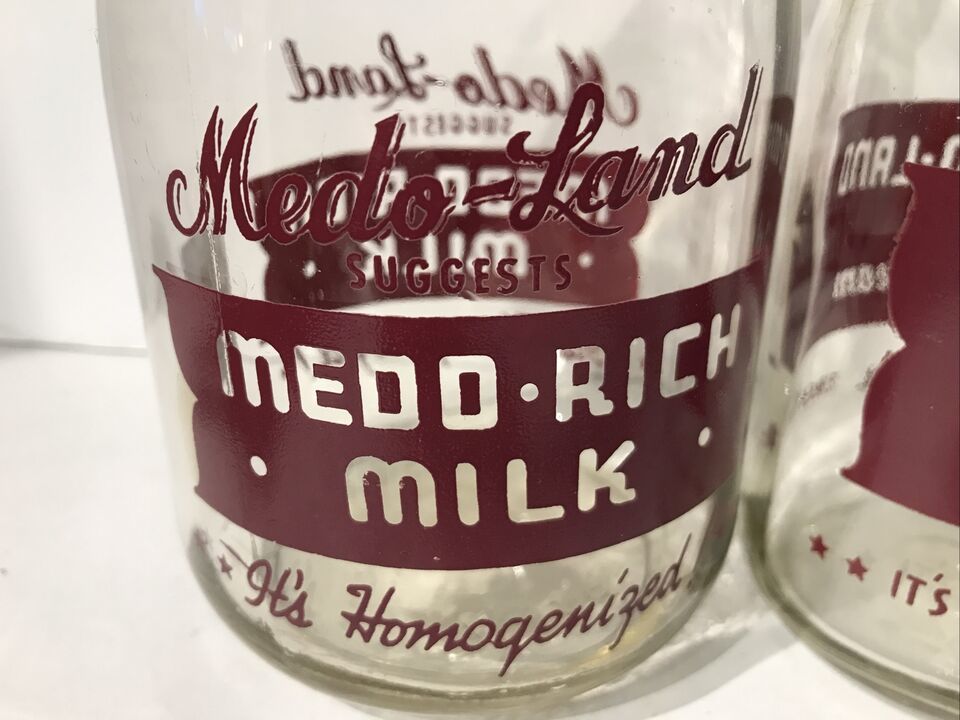 Medo-Land
SUGGESTS
MEDO·RICH
MILK
It's Homogenized
IT'S